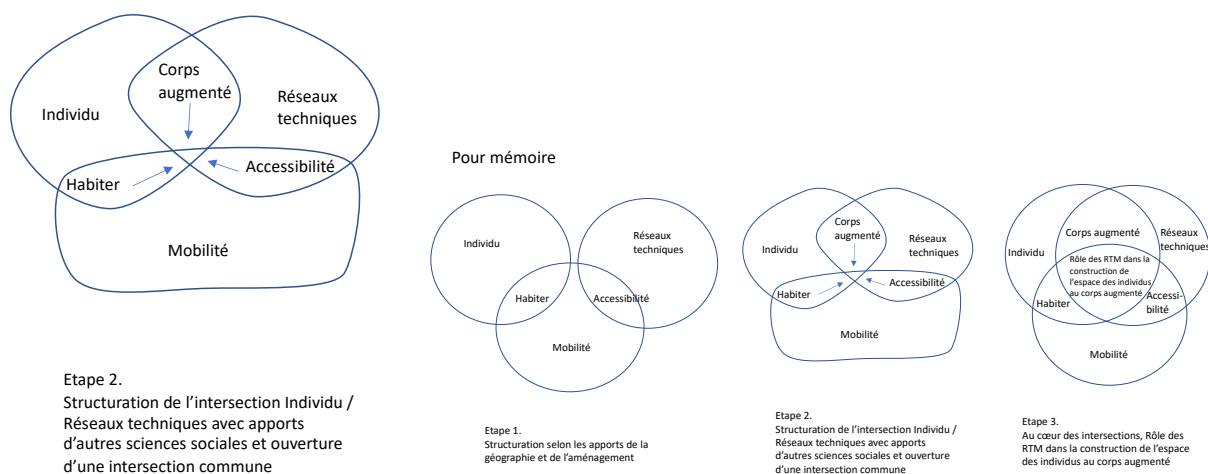 Corps
augmenté
Individu
Réseaux
techniques
Habiter
Accessibilité
Mobilité
Etape 2.
Structuration de l'intersection Individu /
Réseaux techniques avec apports
d'autres sciences sociales et ouverture
d'une intersection commune
Pour mémoire
Individu
Réseaux
techniques
Habiter
Accessibilité
Mobilité
Etape 1.
Structuration selon les apports de la
géographie et de l'aménagement
Corps
augmenté
Individu
Réseaux
techniques
Habiter
Accessibilité
Mobilité
Etape 2.
Structuration de l'intersection Individu /
Réseaux techniques avec apports
d'autres sciences sociales et ouverture
d'une intersection commune
Corps augmenté
Individu
Réseaux
techniques
Rôle des RTM dans la
construction de
l'espace des individus
au corps augmenté
Habiter
Accessi-
bilité
Mobilité
Etape 3.
Au cœur des intersections, Rôle des
RTM dans la construction de l'espace
des individus au corps augmenté